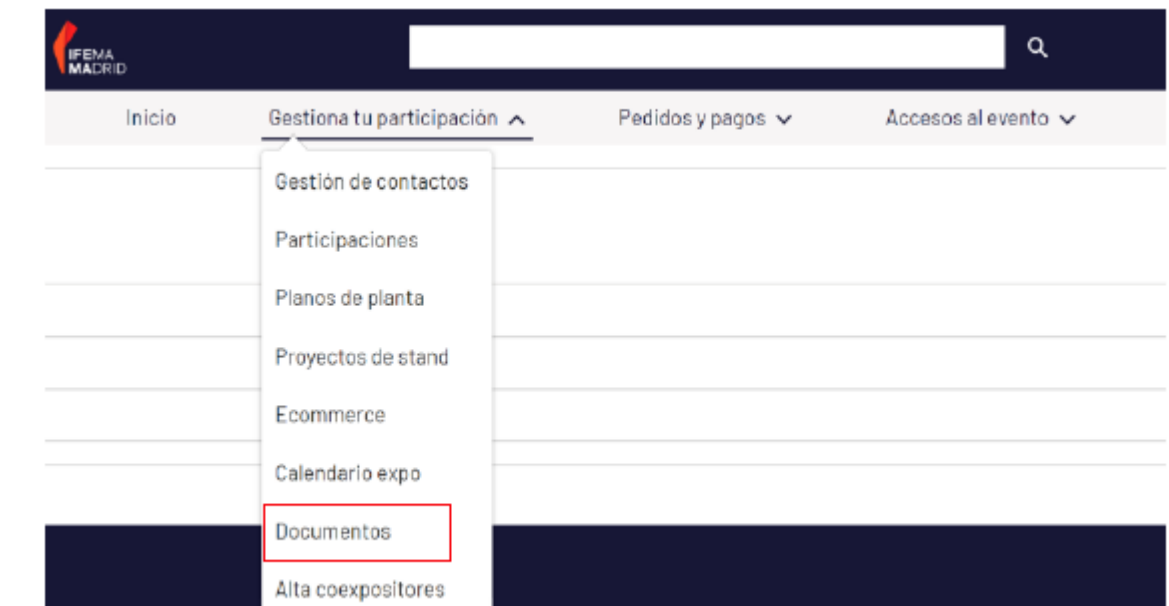 IFEMA
MADRID
Inicio Gestiona tu participación Pedidos y pagos Accesos al evento
Gestión de contactos
Participaciones
Planos de planta
Proyectos de stand
Ecommerce
Calendario expo
Documentos
Alta coexpositores